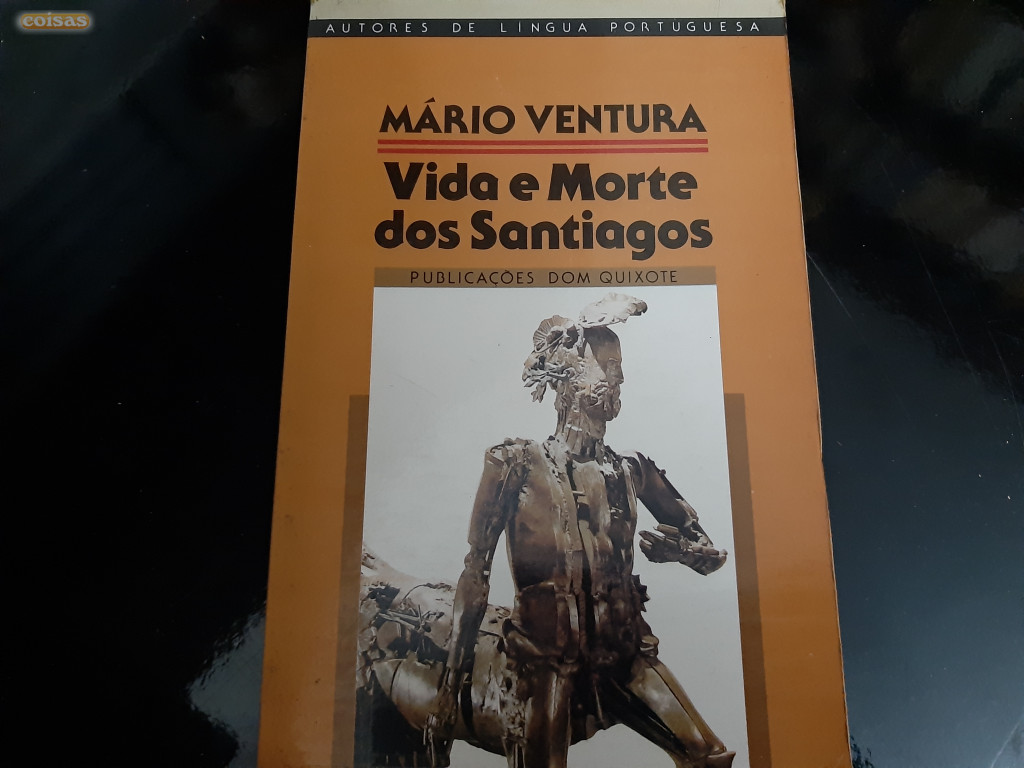 coisas
AUTORES DE LÍNGUA PORTUGUESA
MÁRIO VENTURA
Vida e Morte
dos Santiagos
PUBLICAÇÕES DOM QUIXOTE